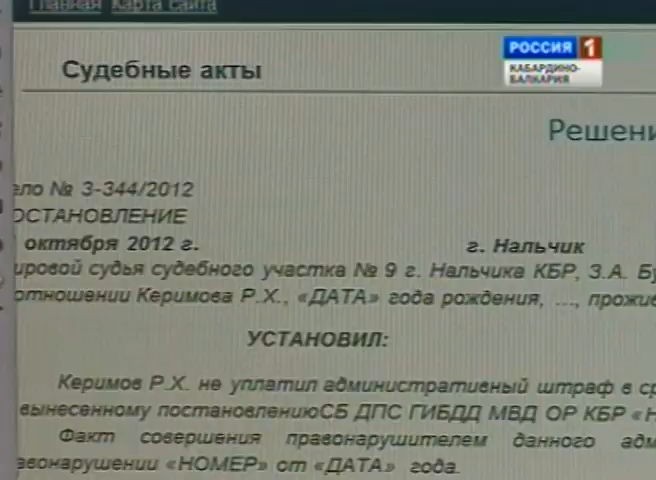 Главная Карта сайта
РОССИЯ 1
КАБАРДИНО-
БАЛКАРИЯ
Судебные акты
Решени
ело № 3-344/2012
ОСТАНОВЛЕНИЕ
октября 2012 г. г. Нальчик
ировой судья судебного участка № 9 г. Нальчика КБР, З.А. Бу
отношении Керимова Р.Х., «ДАТА» года рождения, ..., прожив
УСТАНОВИЛ:
Керимов Р.Х. не уплатил административный штраф в ср
вынесенному постановлениюСБ ДПС ГИБДД МВД ОР КБР «Н
Факт совершения правонарушителем данного адм
авонарушении «НОМЕР» от «ДАТА» года.